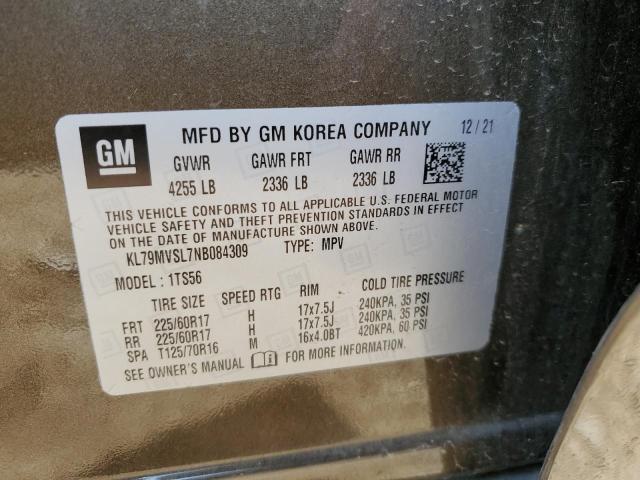 GM MFD BY GM KOREA COMPANY 12 / 21
GVWR GAWR FRT GAWR RR
4255 LB 2336 LB 2336 LB
THIS VEHICLE CONFORMS TO ALL APPLICABLE U.S. FEDERAL MOTOR
VEHICLE SAFETY AND THEFT PREVENTION STANDARDS IN EFFECT
ON THE DATE OF MANUFACTURE SHOWN ABOVE.
KL79MVSL7NB084309 TYPE: MPV
MODEL: 1TS56
TIRE SIZE SPEED RTG RIM COLD TIRE PRESSURE
FRT 225/60R17 H 17x7.5J 240KPA, 35 PSI
RR 225/60R17 H 17x7.5J 240KPA, 35 PSI
SPA T125/70R16 M 16x4.0BT 420KPA, 60 PSI
SEE OWNER'S MANUAL FOR MORE INFORMATION.